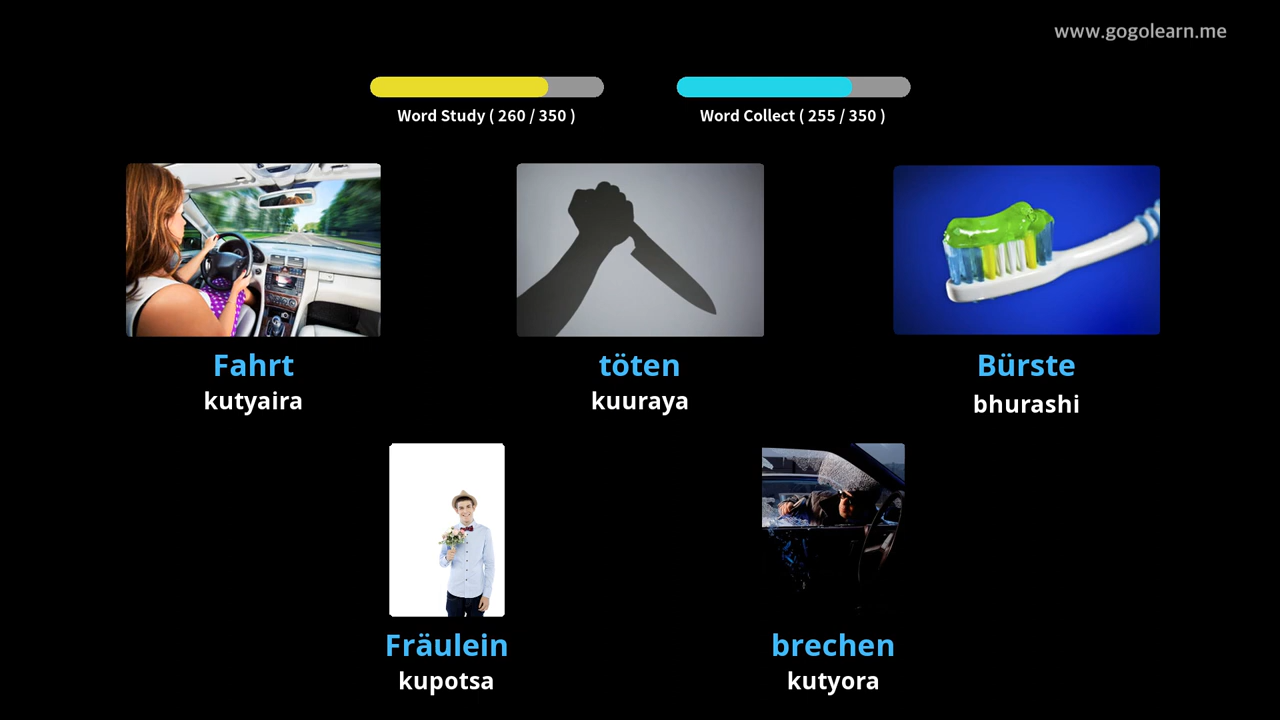 www.gogolearn.me
Word Study ( 260 / 350 )
Word Collect ( 255 / 350 )
Fahrt
kutyaira
töten
kuuraya
Bürste
bhurashi
Fräulein
kupotsa
brechen
kutyora